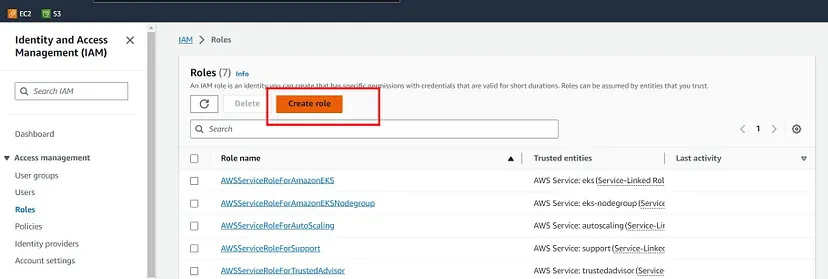 EC2 S3
Identity and Access Management (IAM)
Search IAM
Dashboard
Access management
User groups
Users
Roles
Policies
Identity providers
Account settings
IAM > Roles
Roles (7) Info
An IAM role is an identity you can create that has specific permissions with credentials that are valid for short durations. Roles can be assumed by entities that you trust.
Delete Create role
Search
1
Role name Trusted entities Last activity
AWSServiceRoleForAmazonEKS AWS Service: eks (Service-Linked Rol
AWSServiceRoleForAmazonEKSNodegroup AWS Service: eks-nodegroup (Service
AWSServiceRoleForAutoScaling AWS Service: autoscaling (Service-Lin
AWSServiceRoleForSupport AWS Service: support (Service-Linked
AWSServiceRoleForTrustedAdvisor AWS Service: trustedadvisor (Service